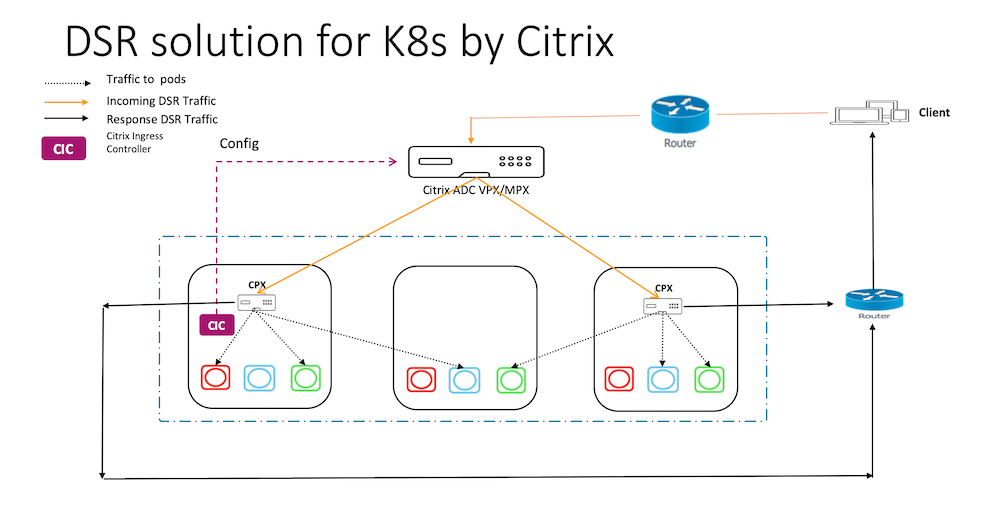 DSR solution for K8s by Citrix
Traffic to pods
Incoming DSR Traffic
Response DSR Traffic
CIC
Citrix Ingress
Controller
Config
Router
Client
Citrix ADC VPX/MPX
CPX
CPX
CIC
Router